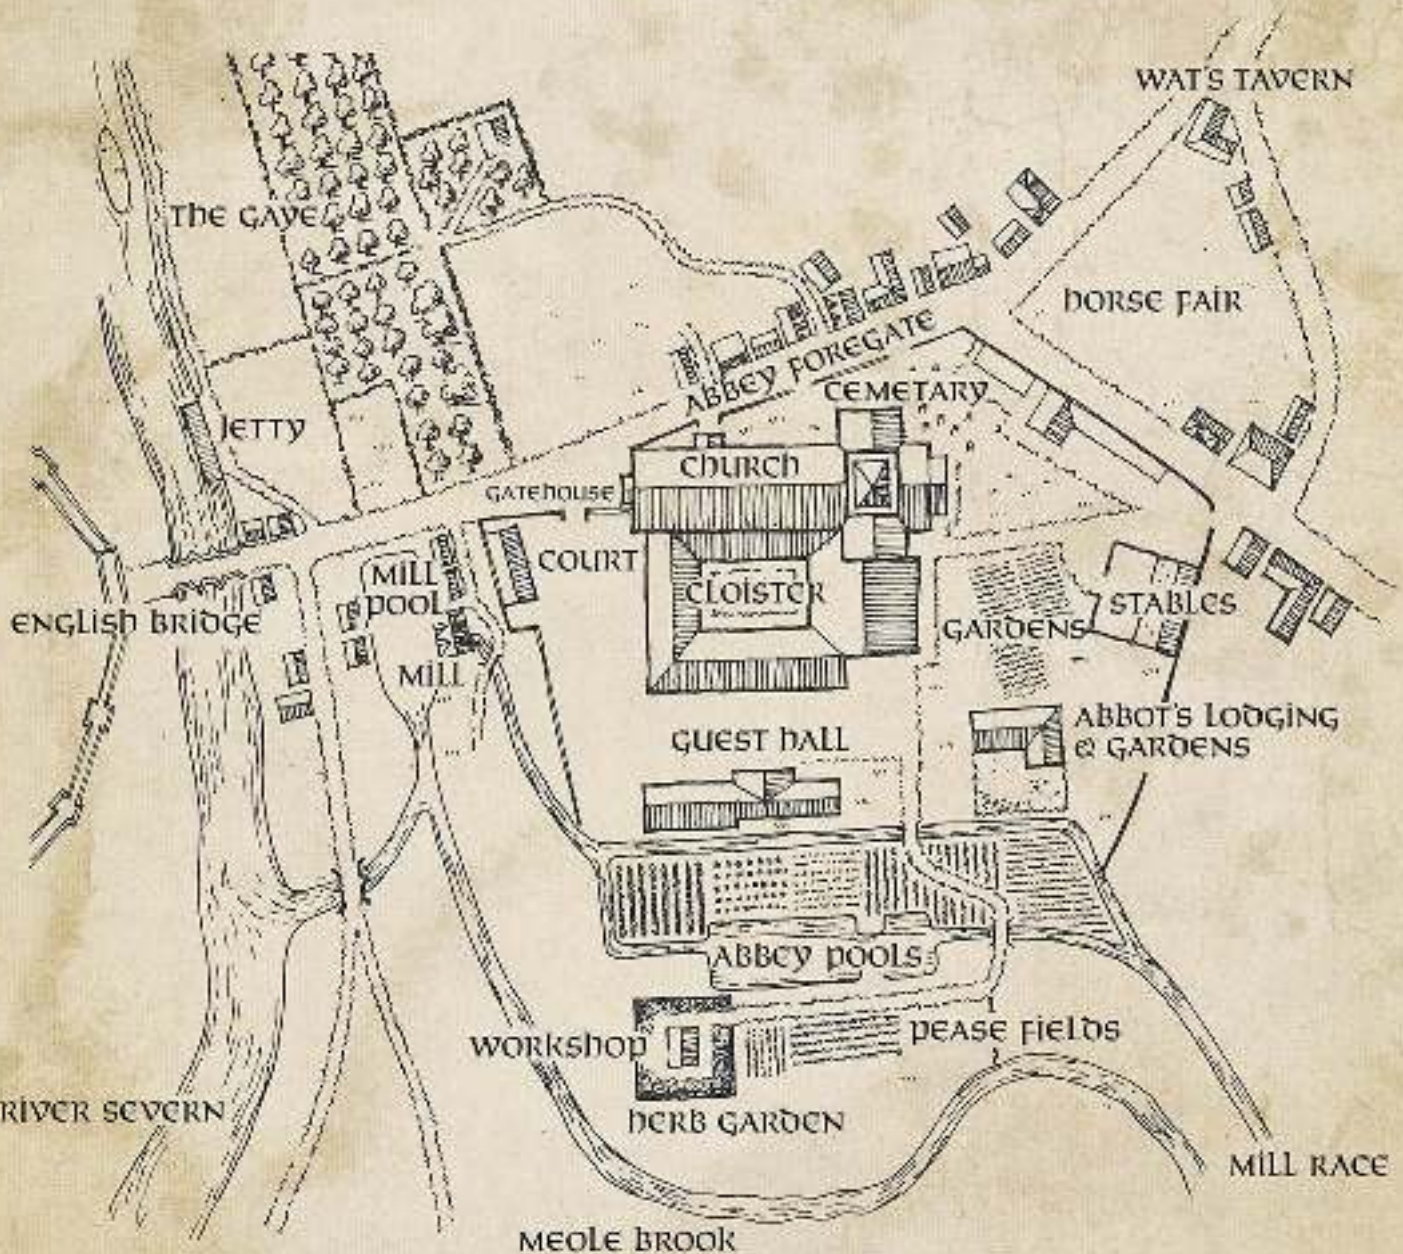 WAT'S TAVERN
THE GAYE
HORSE FAIR
ABBEY FOREGATE
CEMETARY
JETTY
CHURCH
GATEHOUSE
COURT
MILL
POOL
CLOISTER
STABLES
ENGLISH BRIDGE
GARDENS
MILL
ABBOT'S LODGING
& GARDENS
GUEST HALL
ABBEY POOLS
WORKSHOP
PEASE FIELDS
RIVER SEVERN
HERB GARDEN
MILL RACE
MEOLE BROOK